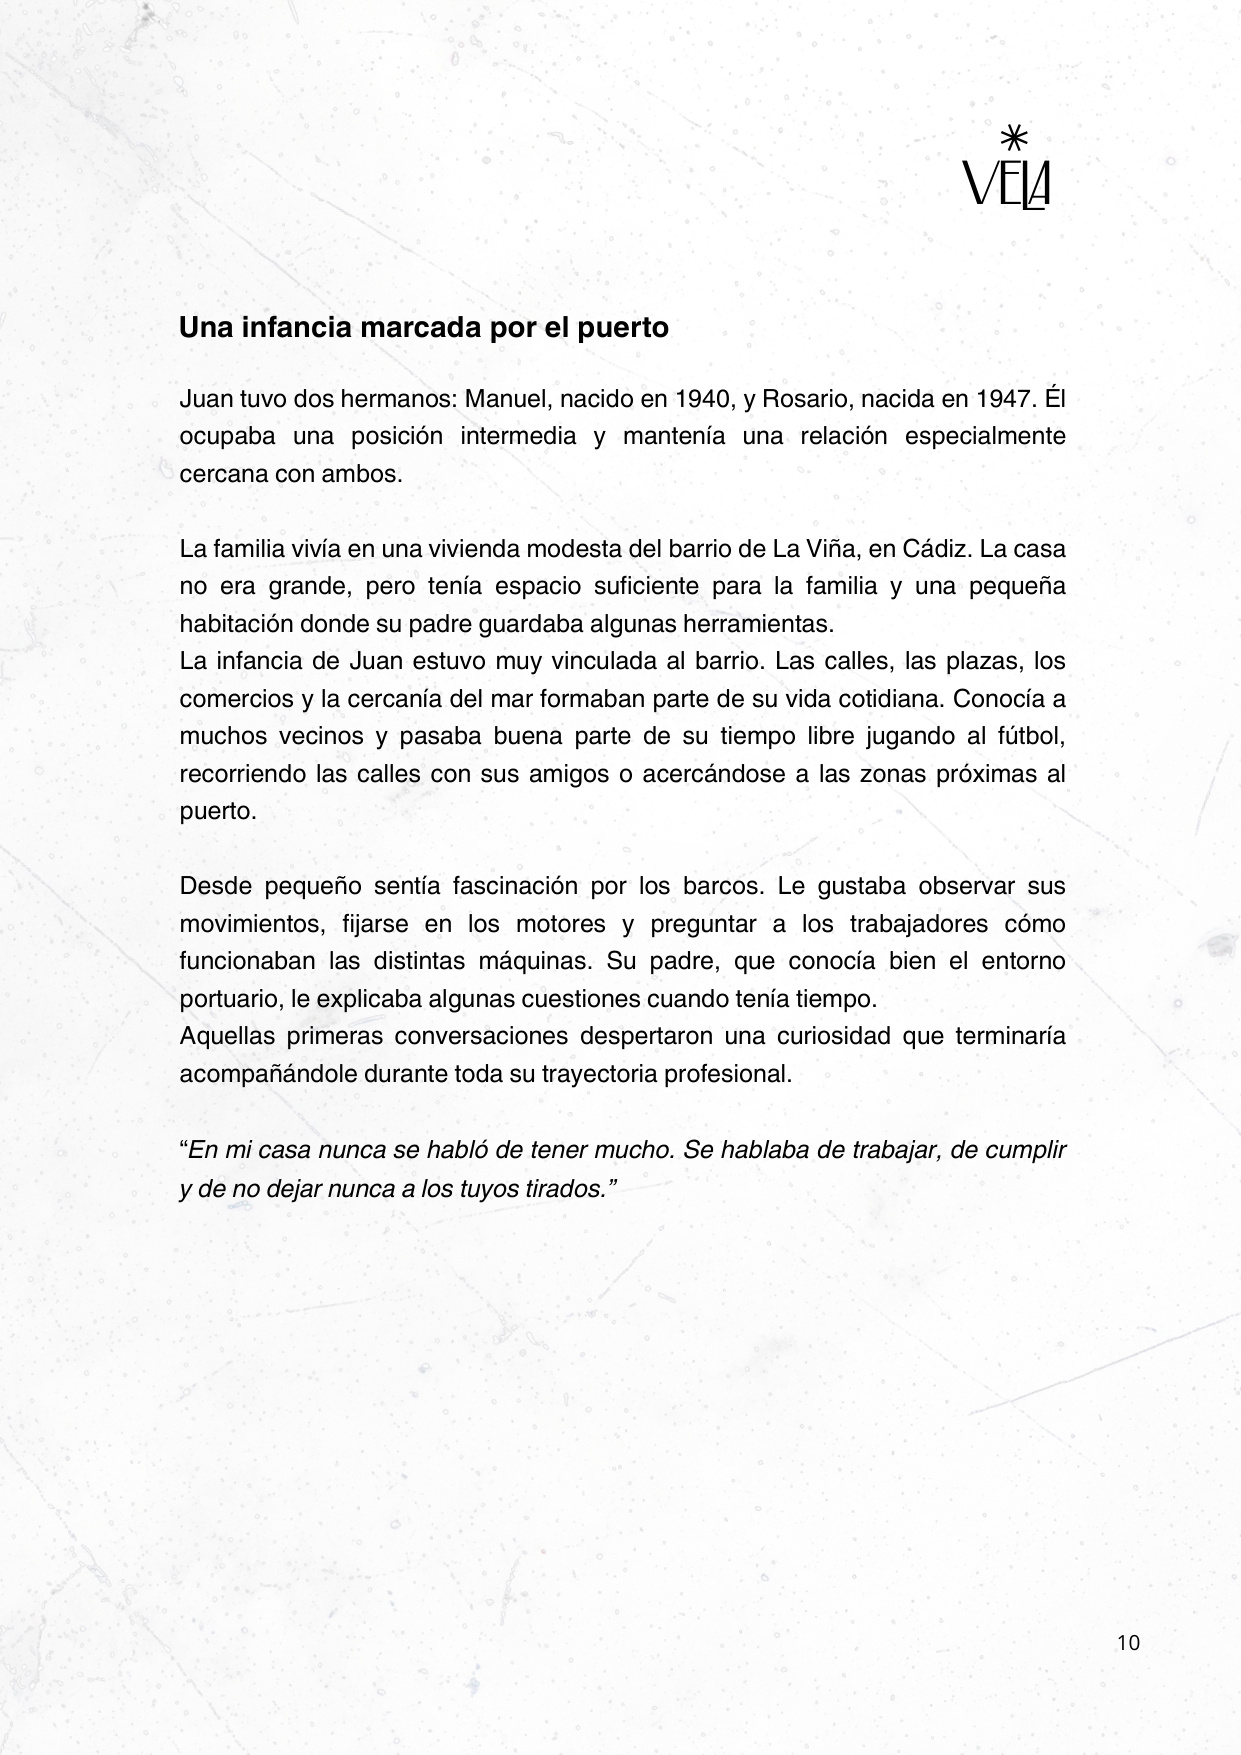 VELA
Una infancia marcada por el puerto
Juan tuvo dos hermanos: Manuel, nacido en 1940, y Rosario, nacida en 1947. Él
ocupaba una posición intermedia y mantenía una relación especialmente
cercana con ambos.
La familia vivía en una vivienda modesta del barrio de La Viña, en Cádiz. La casa
no era grande, pero tenía espacio suficiente para la familia y una pequeña
habitación donde su padre guardaba algunas herramientas.
La infancia de Juan estuvo muy vinculada al barrio. Las calles, las plazas, los
comercios y la cercanía del mar formaban parte de su vida cotidiana. Conocía a
muchos vecinos y pasaba buena parte de su tiempo libre jugando al fútbol,
recorriendo las calles con sus amigos o acercándose a las zonas próximas al
puerto.
Desde pequeño sentía fascinación por los barcos. Le gustaba observar sus
movimientos, fijarse en los motores y preguntar a los trabajadores cómo
funcionaban las distintas máquinas. Su padre, que conocía bien el entorno
portuario, le explicaba algunas cuestiones cuando tenía tiempo.
Aquellas primeras conversaciones despertaron una curiosidad que terminaría
acompañándole durante toda su trayectoria profesional.
“En mi casa nunca se habló de tener mucho. Se hablaba de trabajar, de cumplir
y de no dejar nunca a los tuyos tirados.”
10